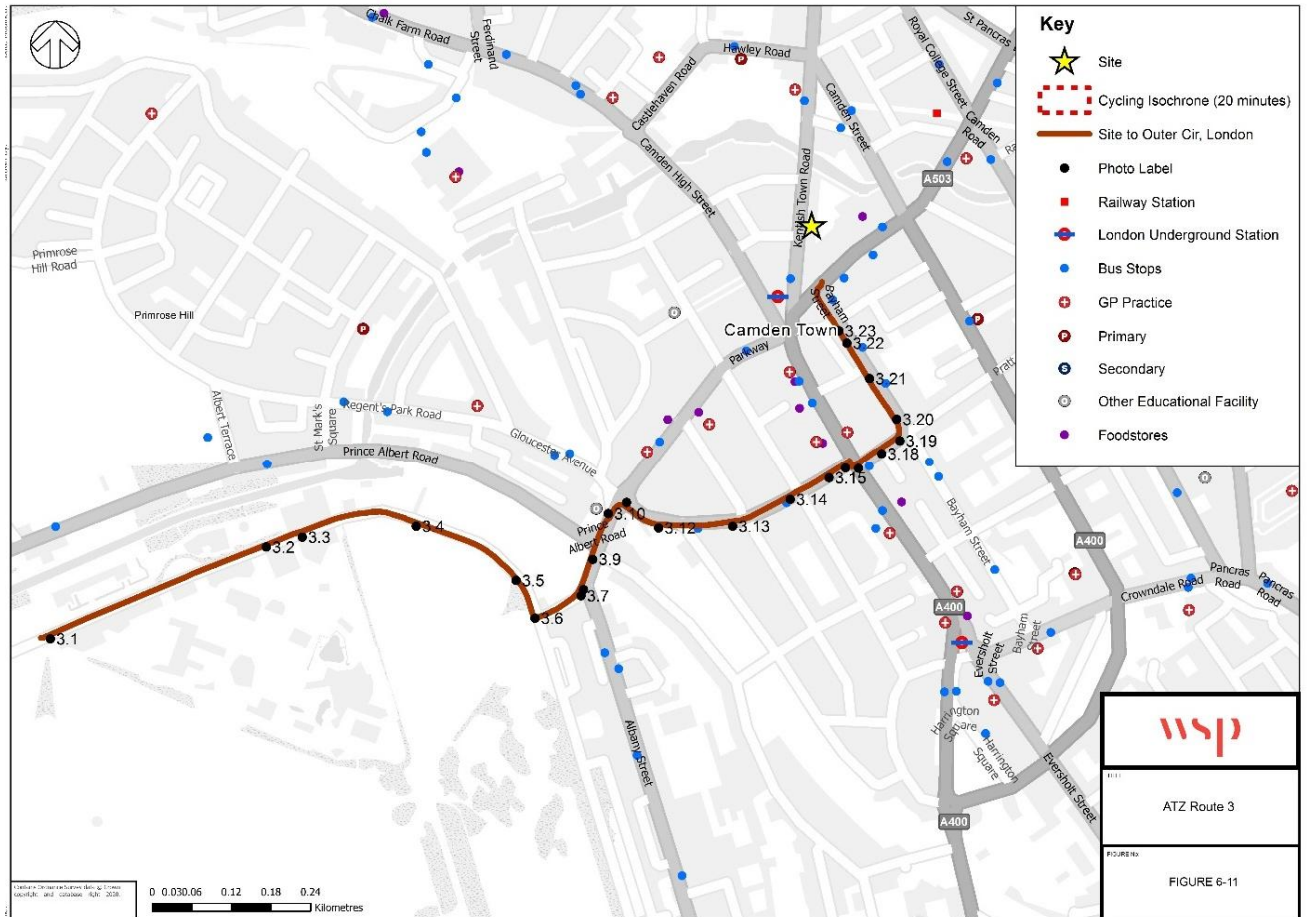 Chalk Farm Road
Ferdinand
Street
Hawley Road
Castlehaven Road
Royal College Street
St Pancras
Camden Street
Camden
Road
A503
Camden High Street
Kentish Town Road
Primrose
Hill Road
Primrose Hill
Bayham
Street
Camden Town
3.23
3.22
Parkway
3.21
Pratt
Albert Terrace
St Mark's
Square
Regent's Park Road
Gloucester Avenue
Prince Albert Road
3.20
3.19
3.18
3.15
3.14
3.13
3.12
3.10
Prince
Albert Road
3.9
3.7
3.6
3.5
3.4
3.3
3.2
3.1
Bayham Street
A400
Crowndale Road
Pancras
Road
Pancras
Road
A400
Eversholt
Street
Bayham
Street
Albany Street
Harrington
Square
Harrington
Square
Eversholt Street
A400
Key
Site
Cycling Isochrone (20 minutes)
Site to Outer Cir, London
Photo Label
Railway Station
London Underground Station
Bus Stops
GP Practice
P Primary
S Secondary
Other Educational Facility
Foodstores
wsp
ATZ Route 3
FIGURE No
FIGURE 6-11
0 0.030.06 0.12 0.18 0.24
Kilometres